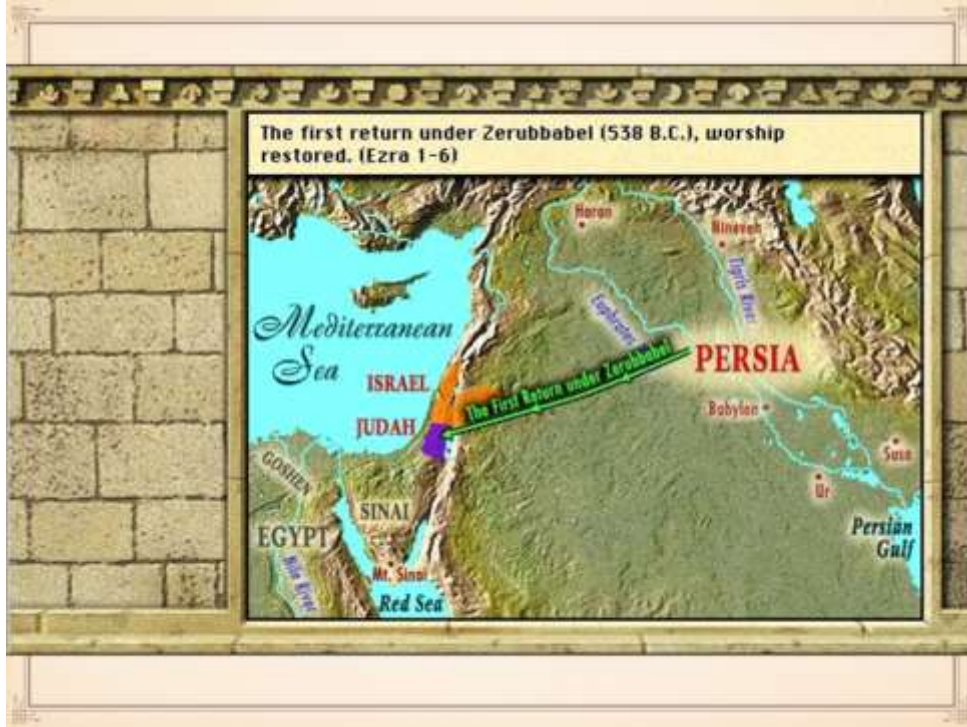 The first return under Zerubbabel (538 B.C.), worship
restored. (Ezra 1-6)
Haran
Nineveh
Tigris River
Euphrates
Mediterranean
Sea
PERSIA
The First Return under Zerubbabel
ISRAEL
JUDAH
Babylon
Susa
Ur
GOSHEN
SINAI
EGYPT
Persian
Gulf
Mt. Sinai
Nile River
Red Sea